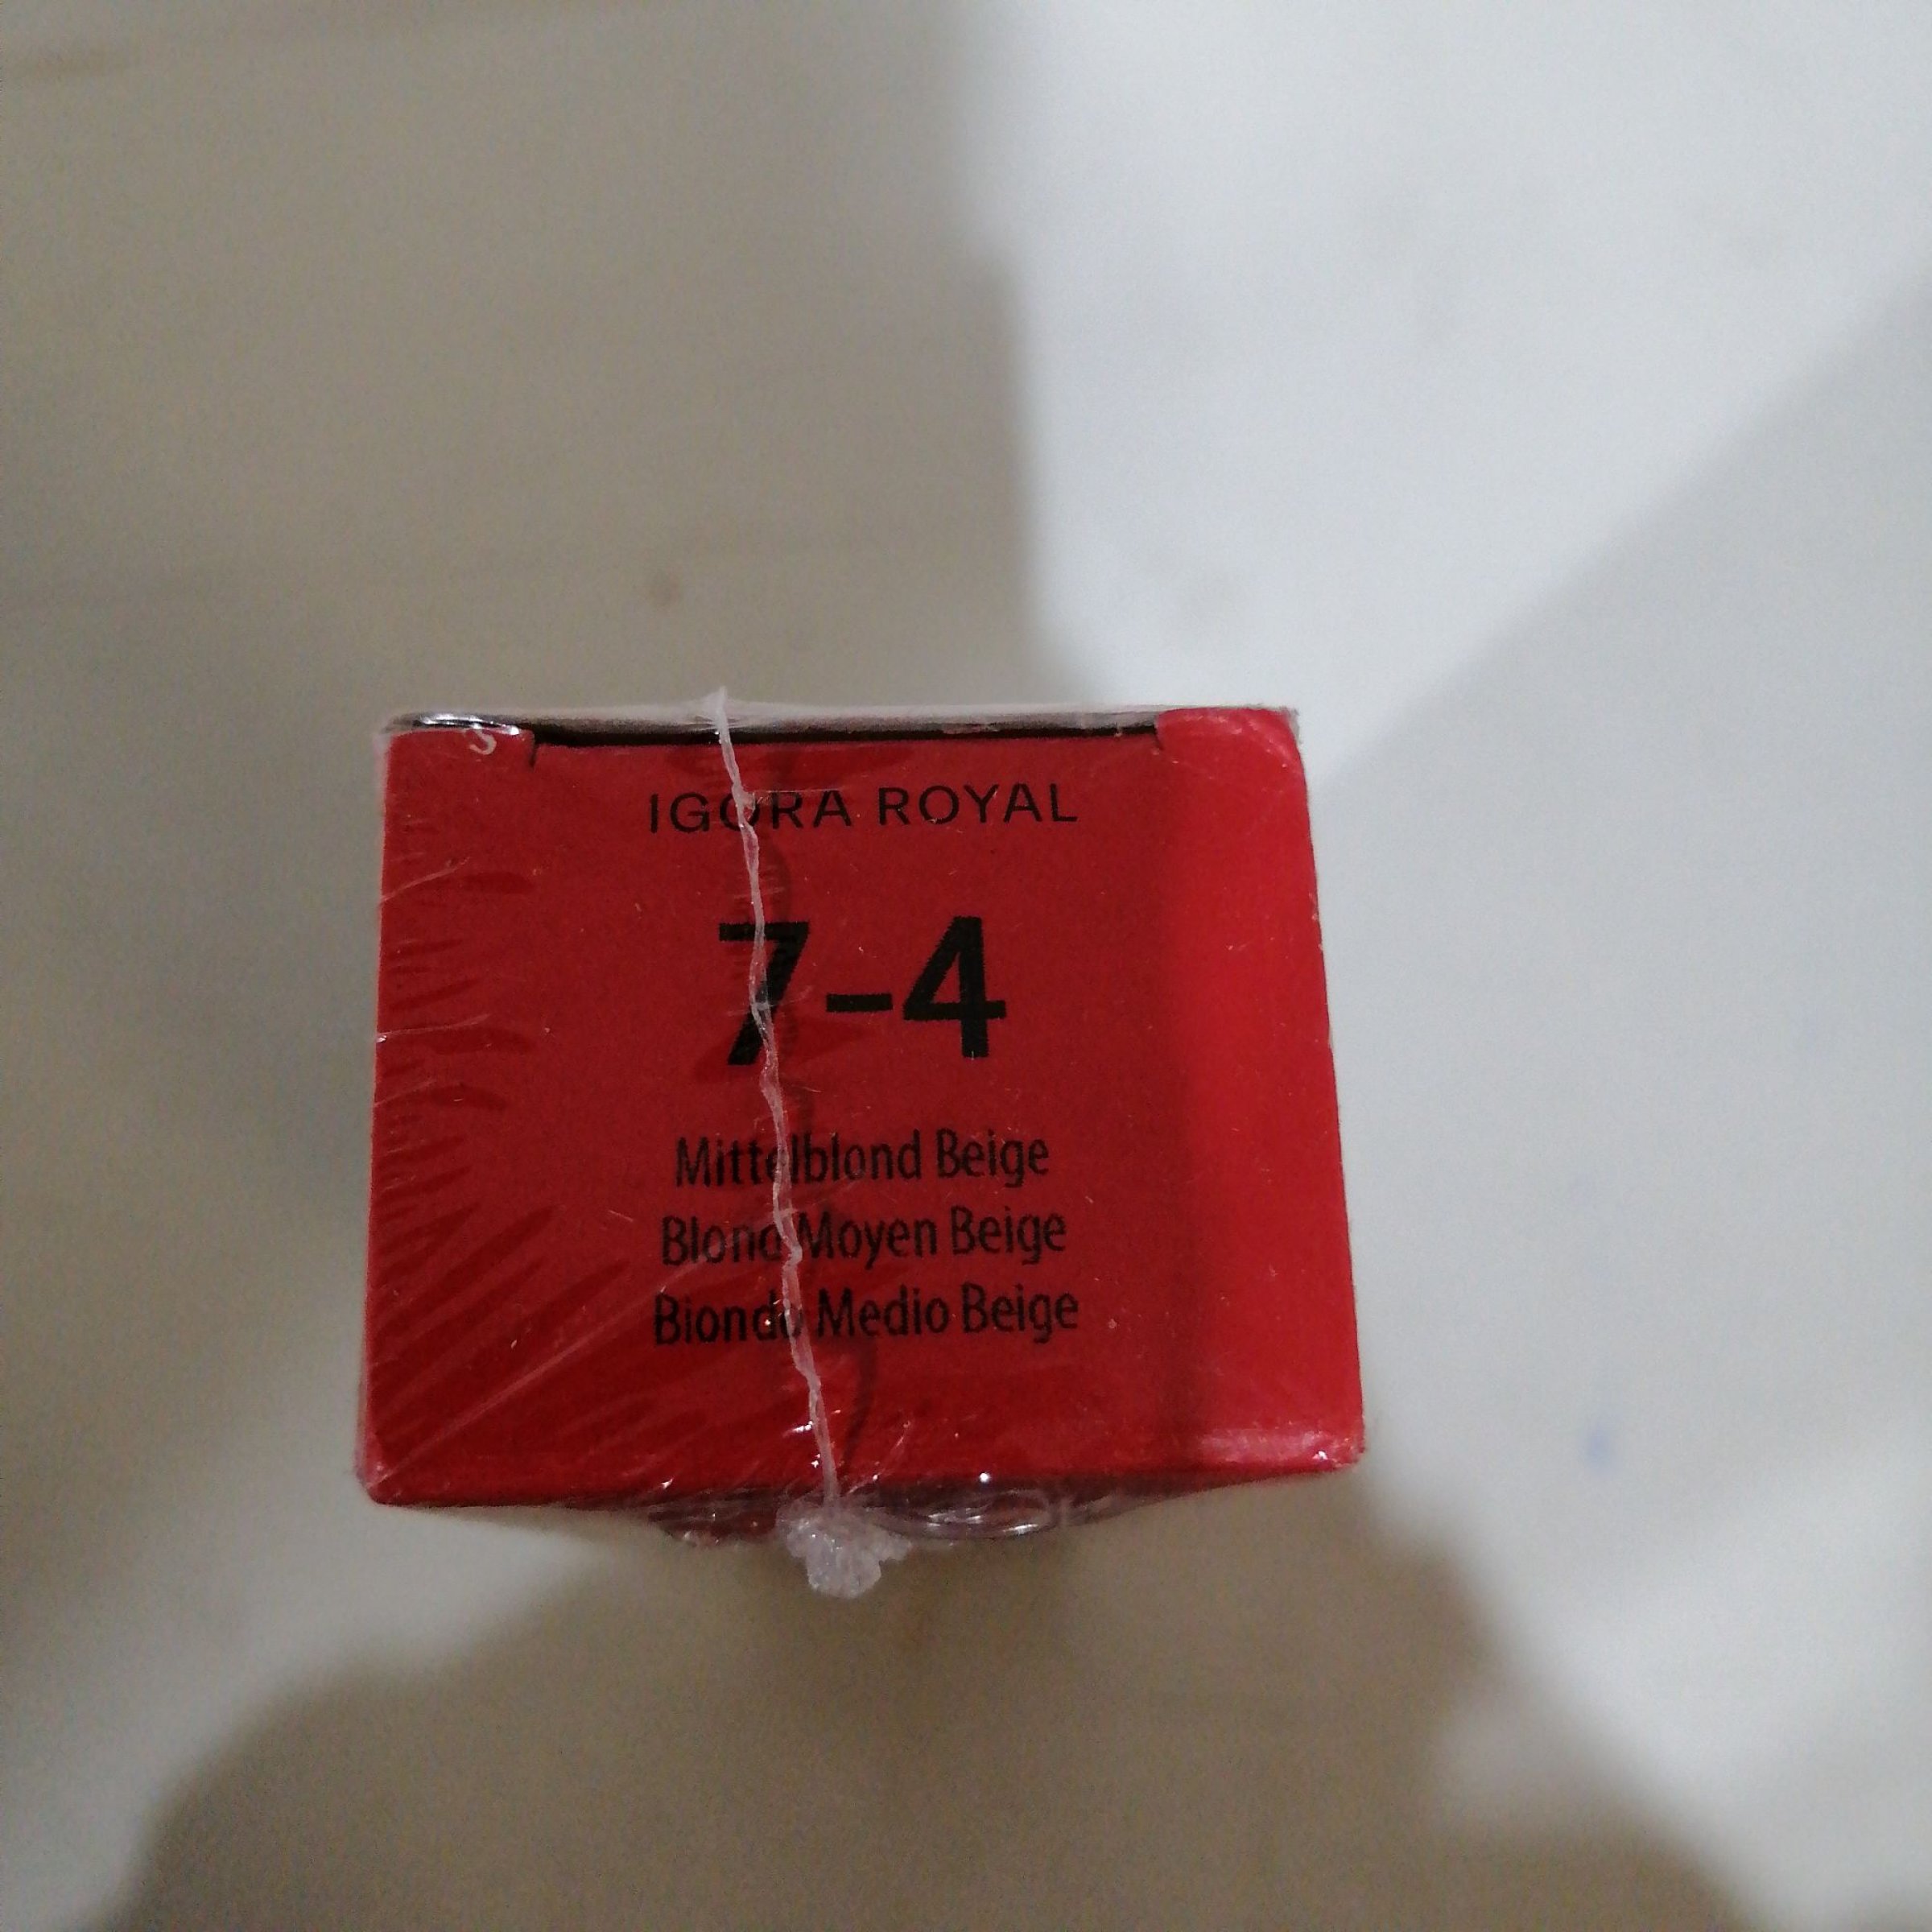 IGORA ROYAL
7-4
Mittelblond Beige
Blond Moyen Beige
Biondo Medio Beige